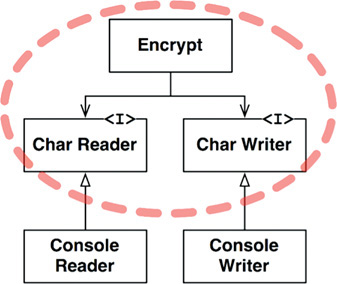 Encrypt
<I>
<I>
Char Reader
Char Writer
Console
Reader
Console
Writer